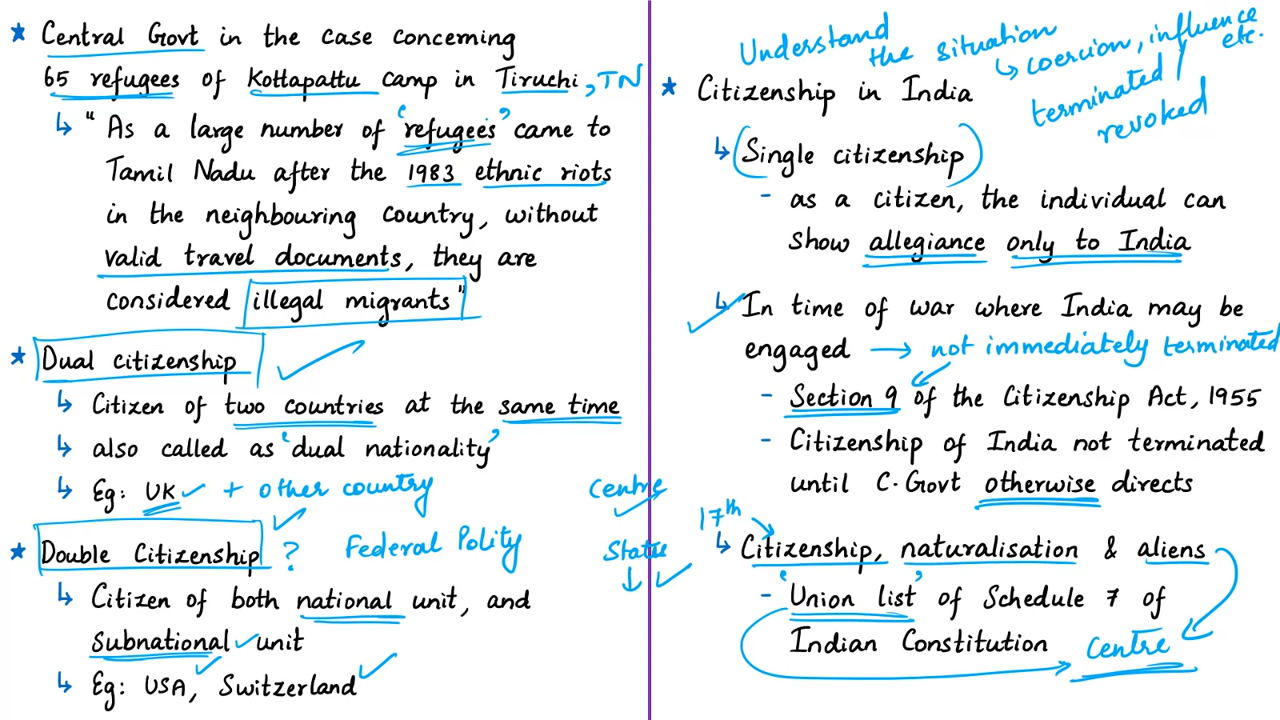 ★ Central Govt in the case concerning
65 refugees of Kottapattu camp in Tiruchi, TN
↳ " As a large number of 'refugees' came to
Tamil Nadu after the 1983 ethnic riots
in the neighbouring country, without
valid travel documents, they are
considered illegal migrants"
★ Dual citizenship
↳ Citizen of two countries at the same time
↳ also called as 'dual nationality'
↳ Eg: UK + other country
★ Double Citizenship ? Federal Polity
↳ Citizen of both national unit, and
subnational unit
↳ Eg: USA, Switzerland
Centre
State
↓
Understand
the situation
↳ coercion, influence
etc.
terminated /
revoked
★ Citizenship in India
↳ (Single citizenship)
- as a citizen, the individual can
show allegiance only to India
↳ In time of war where India may be
engaged → not immediately terminated
- Section 9 of the Citizenship Act, 1955
- Citizenship of India not terminated
until C. Govt otherwise directs
17th
↳ Citizenship, naturalisation & aliens
- 'Union list' of Schedule 7 of
Indian Constitution Centre